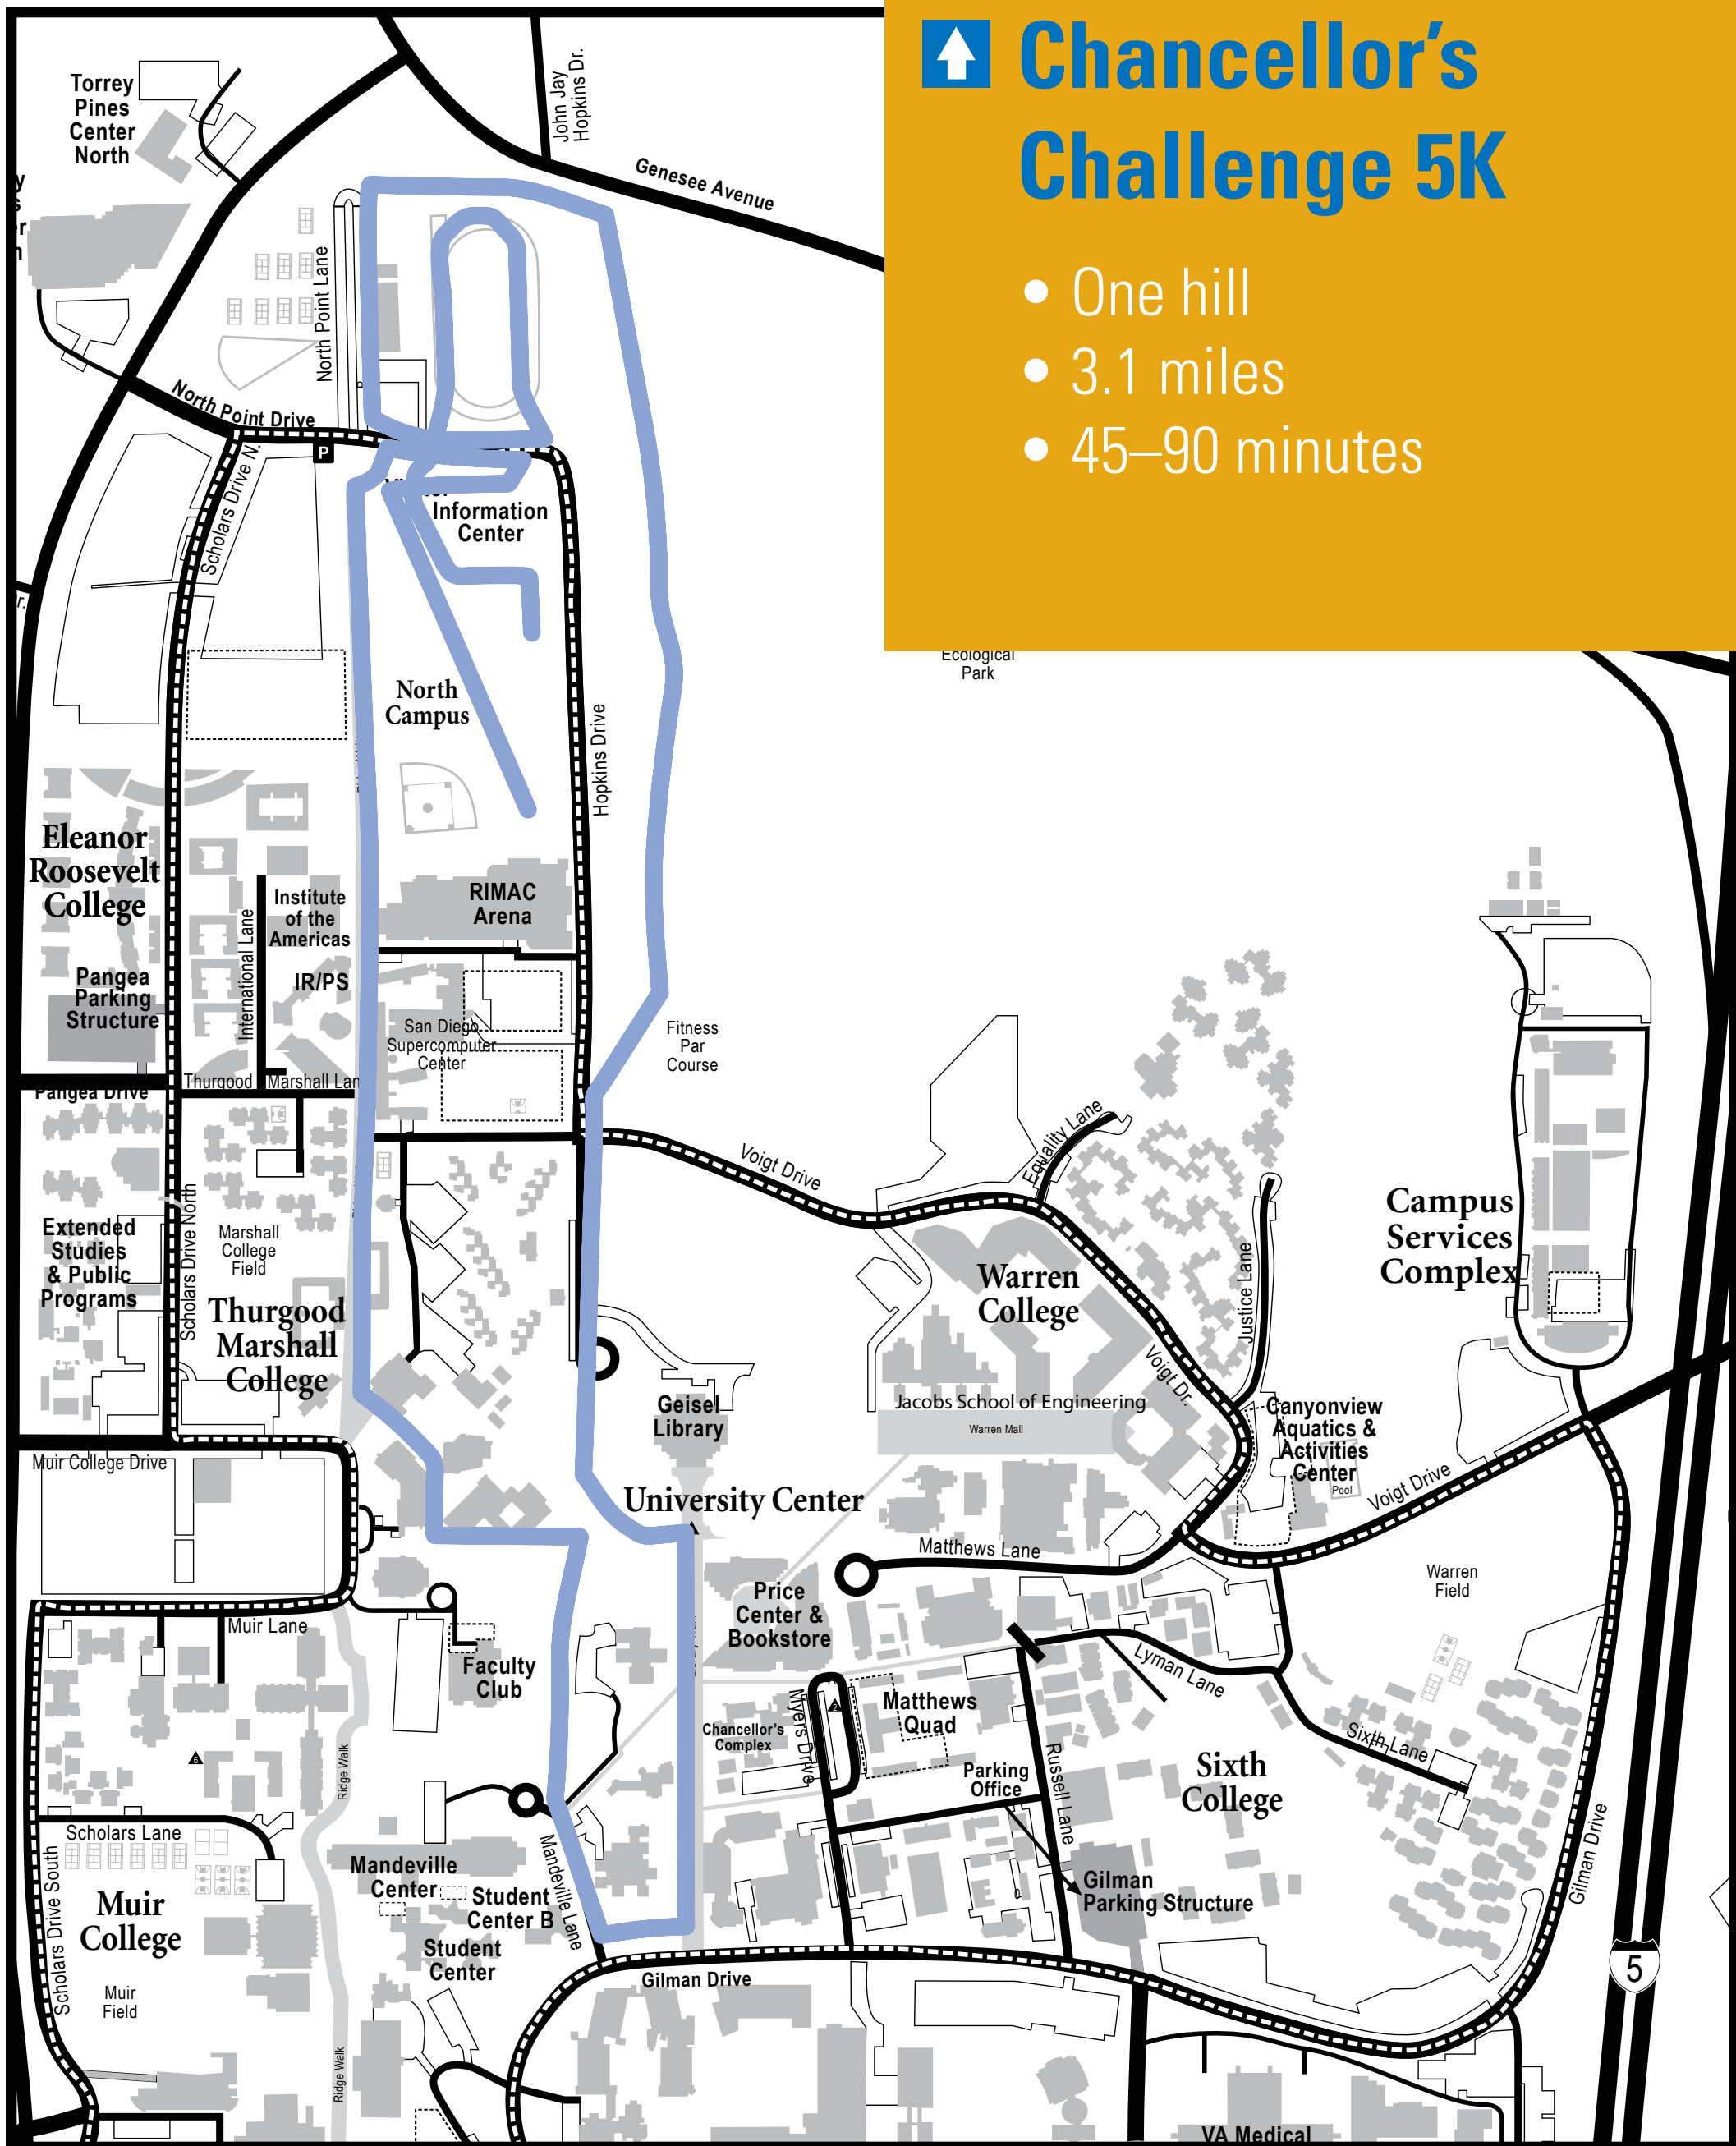 Chancellor's
Challenge 5K
• One hill
• 3.1 miles
• 45–90 minutes
Torrey
Pines
Center
North
John Jay
Hopkins Dr.
Genesee Avenue
North Point Lane
North Point Drive
P
Scholars Drive N.
Information
Center
Ecological
Park
North
Campus
Hopkins Drive
Eleanor
Roosevelt
College
Institute
of the
Americas
RIMAC
Arena
International Lane
IR/PS
Pangea
Parking
Structure
San Diego
Supercomputer
Center
Fitness
Par
Course
Pangea Drive
Thurgood Marshall Lan
Voigt Drive
Equality Lane
Scholars Drive North
Extended
Studies
& Public
Programs
Marshall
College
Field
Thurgood
Marshall
College
Warren
College
Justice Lane
Campus
Services
Complex
Voigt Dr.
Geisel
Library
Jacobs School of Engineering
Warren Mall
Canyonview
Aquatics &
Activities
Center
Pool
Voigt Drive
Muir College Drive
University Center
Matthews Lane
Warren
Field
Price
Center &
Bookstore
Muir Lane
Faculty
Club
Lyman Lane
Myers Drive
Matthews
Quad
Chancellor's
Complex
Sixth Lane
Russell Lane
Parking
Office
Sixth
College
Ridge Walk
6
2
Scholars Lane
Scholars Drive South
Mandeville
Center
Mandeville Lane
Student
Center B
Student
Center
Gilman
Parking Structure
Gilman Drive
Muir
College
Muir
Field
Gilman Drive
5
Ridge Walk
VA Medical